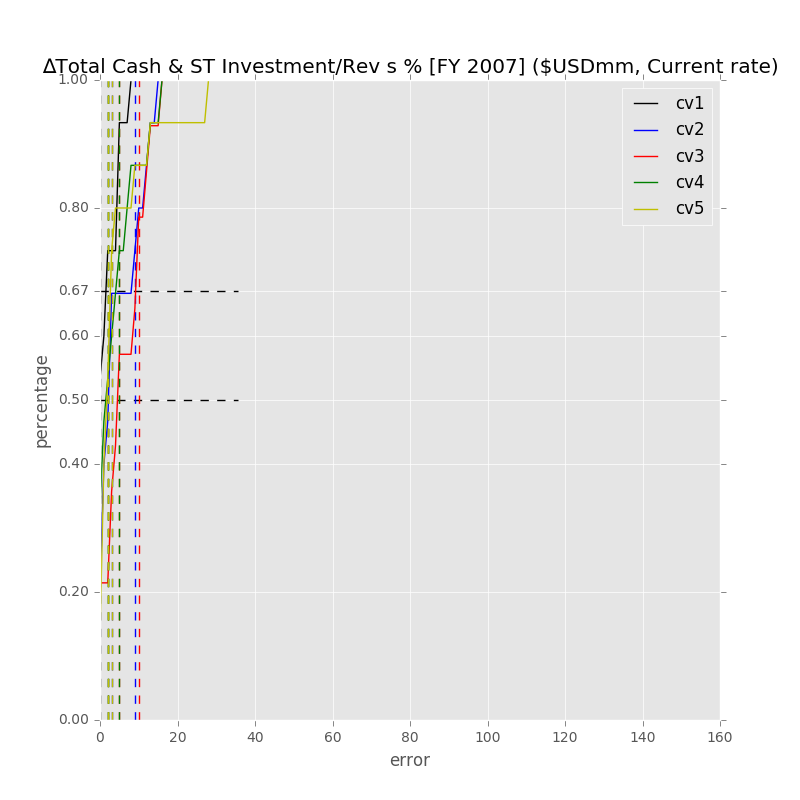 ΔTotal Cash & ST Investment/Rev s % [FY 2007] ($USDmm, Current rate)
1.00
0.80
0.67
0.60
0.50
0.40
0.20
0.00
percentage
cv1
cv2
cv3
cv4
cv5
0 20 40 60 80 100 120 140 160
error